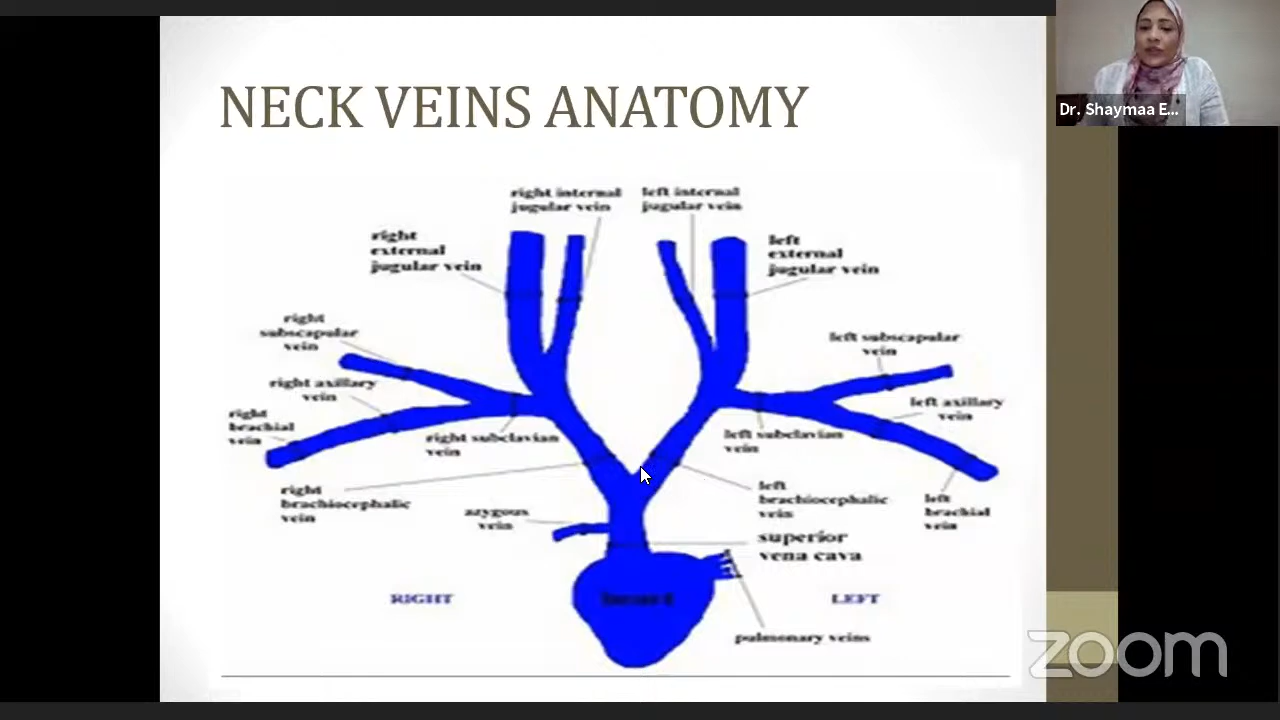 NECK VEINS ANATOMY
Dr. Shaymaa E...
right internal
jugular vein
left internal
jugular vein
right
external
jugular vein
left
external
jugular vein
right
subscapular
vein
left subscapular
vein
right axillary
vein
left axillary
vein
right
brachial
vein
right subclavian
vein
left subclavian
vein
right
brachiocephalic
vein
left
brachiocephalic
vein
left
brachial
vein
azygous
vein
superior
vena cava
heart
RIGHT
LEFT
pulmonary veins
zoom